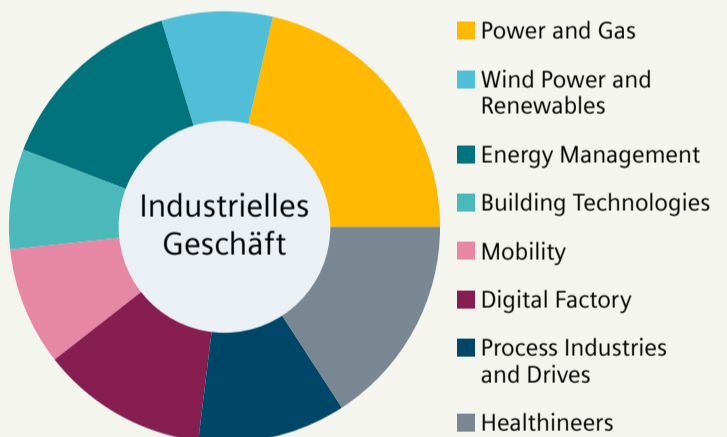 Industrielles
Geschäft
Power and Gas
Wind Power and
Renewables
Energy Management
Building Technologies
Mobility
Digital Factory
Process Industries
and Drives
Healthineers